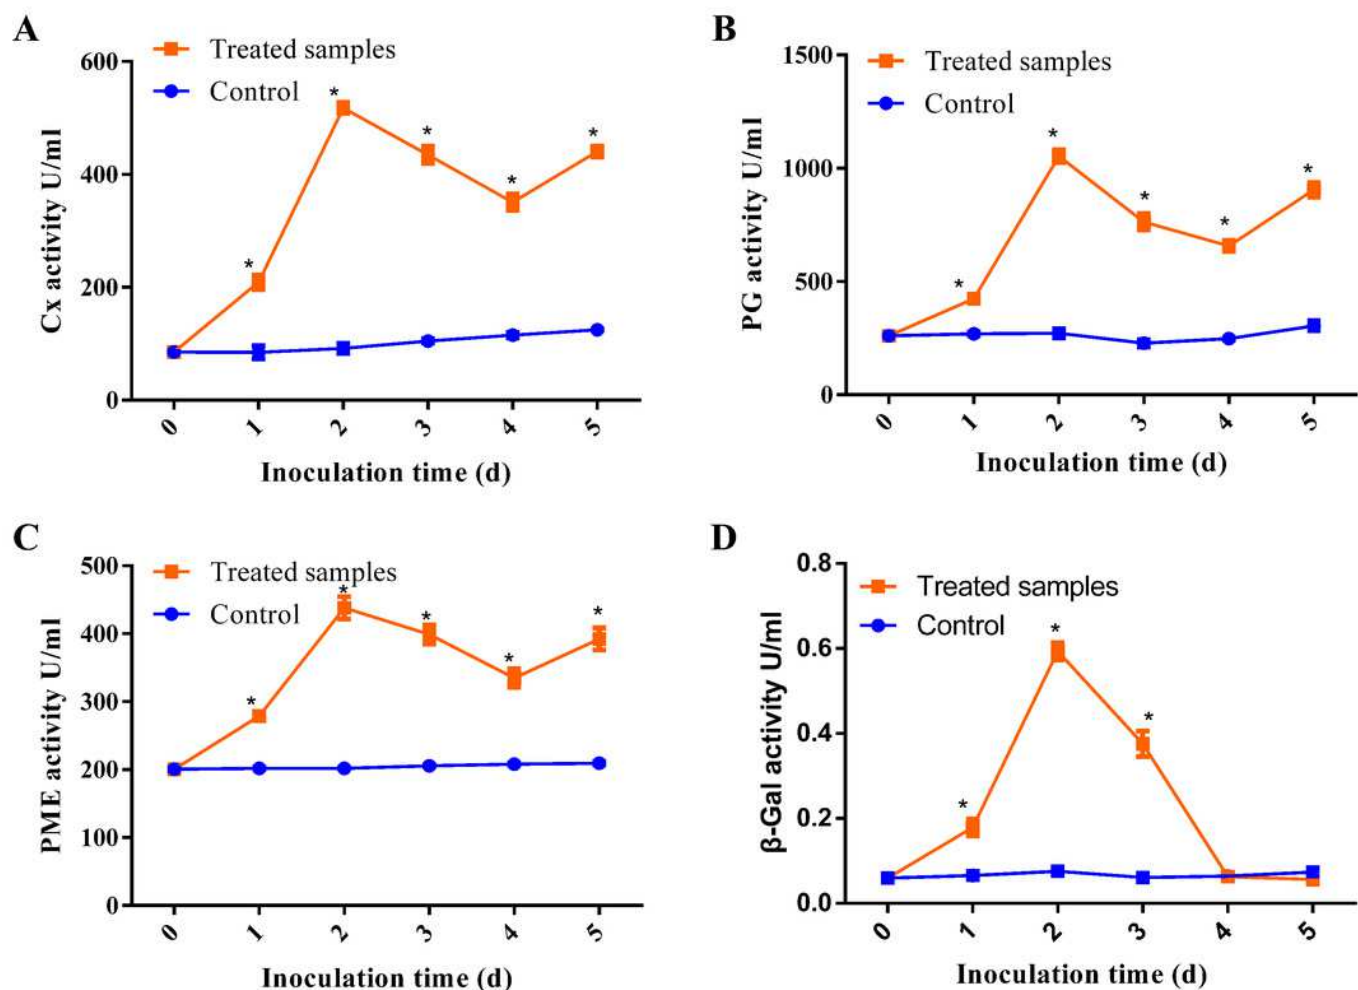 A
Treated samples
Control
Cx activity U/ml
600
400
200
0
* * * * *
0 1 2 3 4 5
Inoculation time (d)
B
Treated samples
Control
PG activity U/ml
1500
1000
500
0
* * * * *
0 1 2 3 4 5
Inoculation time (d)
C
Treated samples
Control
PME activity U/ml
500
400
300
200
100
0
* * * * *
0 1 2 3 4 5
Inoculation time (d)
D
Treated samples
Control
β-Gal activity U/ml
0.8
0.6
0.4
0.2
0.0
* * *
0 1 2 3 4 5
Inoculation time (d)